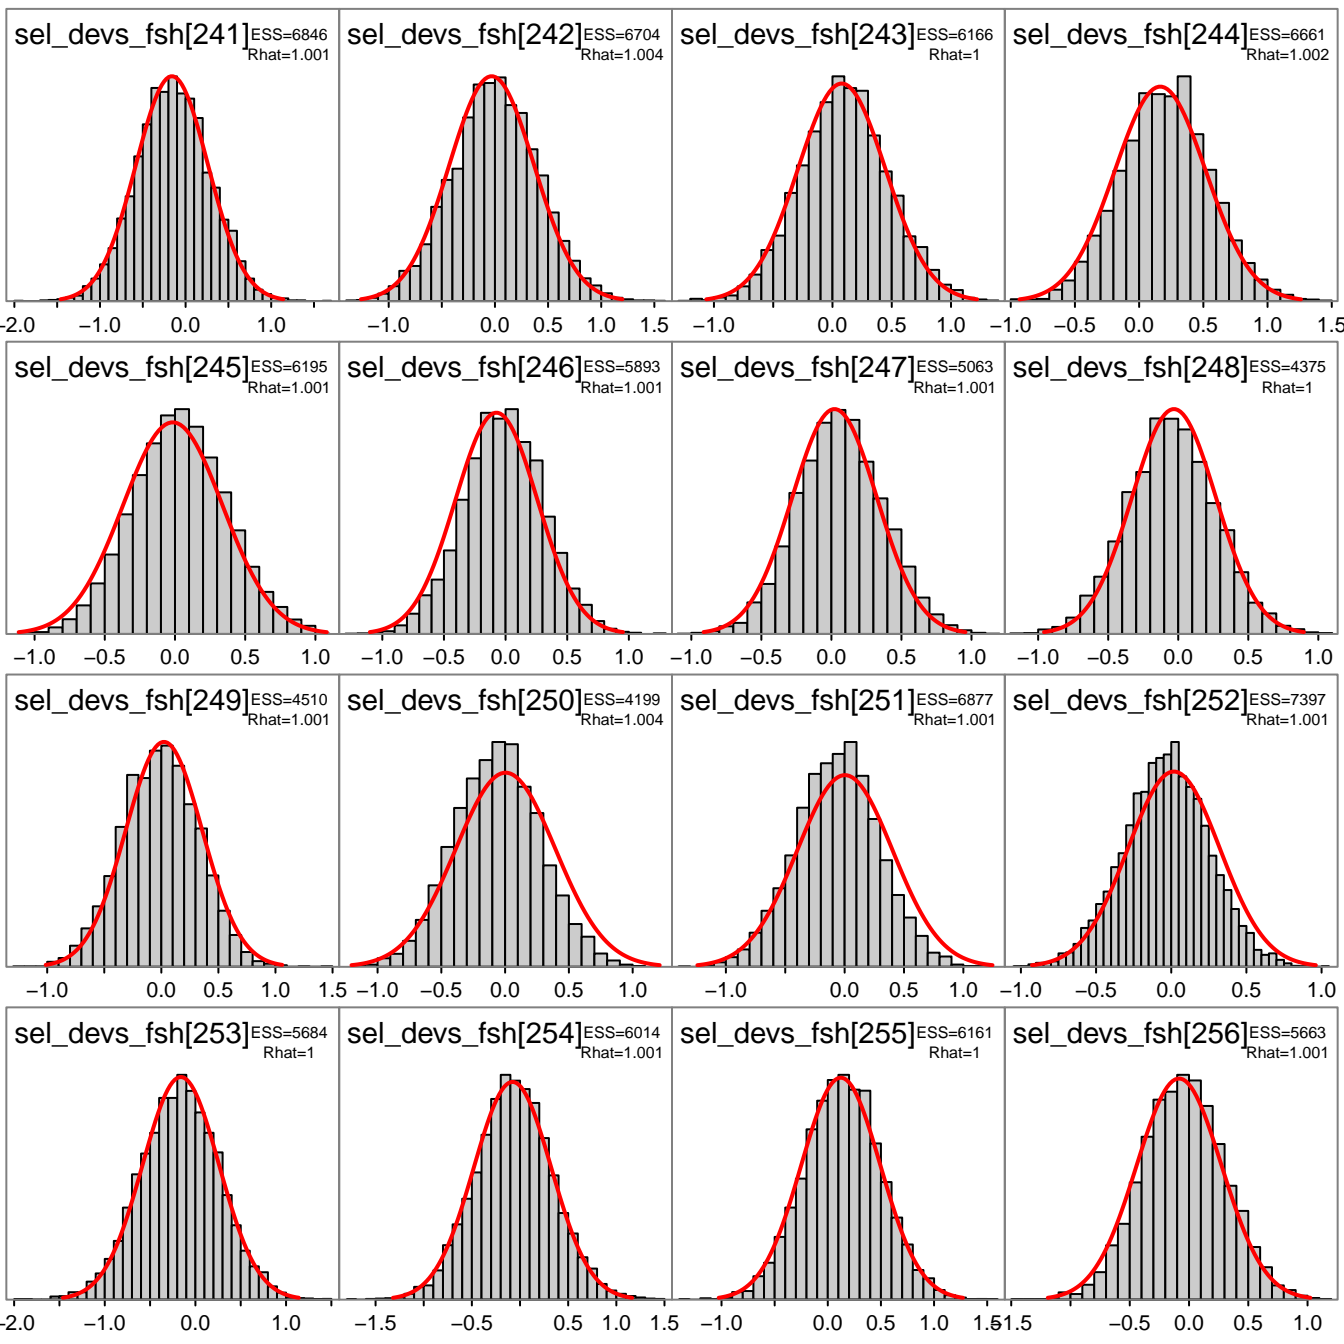 sel_devs_fsh[241] ESS=6846
Rhat=1.001
sel_devs_fsh[242] ESS=6704
Rhat=1.004
sel_devs_fsh[243] ESS=6166
Rhat=1
sel_devs_fsh[244] ESS=6661
Rhat=1.002
−2.0 −1.0 0.0 1.0
−1.0 0.0 0.5 1.0 1.5
−1.0 0.0 0.5 1.0
−1.0 −0.5 0.0 0.5 1.0 1.5
sel_devs_fsh[245] ESS=6195
Rhat=1.001
sel_devs_fsh[246] ESS=5893
Rhat=1.001
sel_devs_fsh[247] ESS=5063
Rhat=1.001
sel_devs_fsh[248] ESS=4375
Rhat=1
−1.0 −0.5 0.0 0.5 1.0
−1.0 −0.5 0.0 0.5 1.0
−1.0 −0.5 0.0 0.5 1.0
−1.0 −0.5 0.0 0.5 1.0
sel_devs_fsh[249] ESS=4510
Rhat=1.001
sel_devs_fsh[250] ESS=4199
Rhat=1.004
sel_devs_fsh[251] ESS=6877
Rhat=1.001
sel_devs_fsh[252] ESS=7397
Rhat=1.001
−1.0 0.0 0.5 1.0 1.5
−1.0 0.0 0.5 1.0
−1.0 0.0 0.5 1.0
−1.0 −0.5 0.0 0.5 1.0
sel_devs_fsh[253] ESS=5684
Rhat=1
sel_devs_fsh[254] ESS=6014
Rhat=1.001
sel_devs_fsh[255] ESS=6161
Rhat=1
sel_devs_fsh[256] ESS=5663
Rhat=1.001
−2.0 −1.0 0.0 1.0
−1.5 −0.5 0.5 1.5
−1.0 0.0 0.5 1.0 1.5
−1.5 −0.5 0.0 0.5 1.0